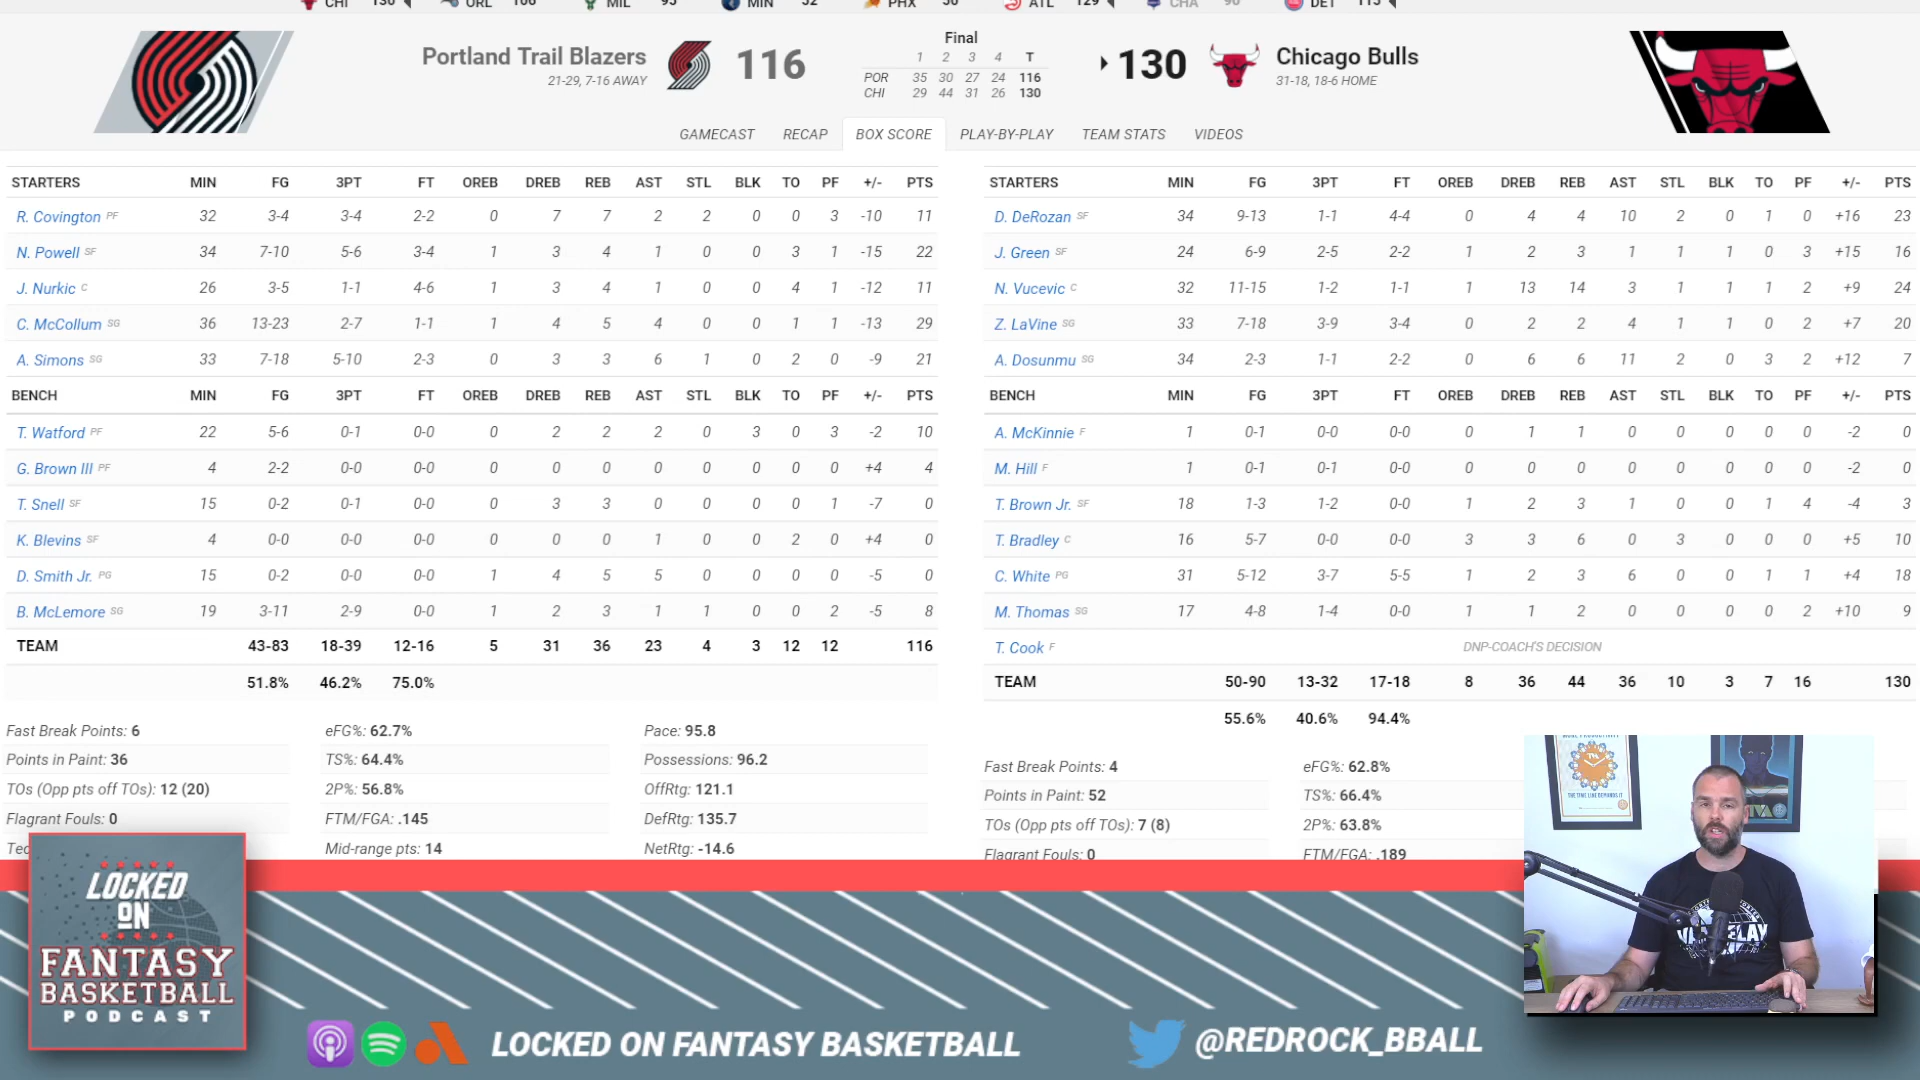 CHI 130 ORL 106 MIL 95 MIN 52 PHX 50 ATL 129 CHA 90 DET 115
Portland Trail Blazers
21-29, 7-16 AWAY
116
Final
1 2 3 4 T
POR 35 30 27 24 116
CHI 29 44 31 26 130
130
Chicago Bulls
31-18, 18-6 HOME
GAMECAST RECAP BOX SCORE PLAY-BY-PLAY TEAM STATS VIDEOS
STARTERS MIN FG 3PT FT OREB DREB REB AST STL BLK TO PF +/- PTS
R. Covington PF 32 3-4 3-4 2-2 0 7 7 2 2 0 0 3 -10 11
N. Powell SF 34 7-10 5-6 3-4 1 3 4 1 0 0 3 1 -15 22
J. Nurkic C 26 3-5 1-1 4-6 1 3 4 1 0 0 4 1 -12 11
C. McCollum SG 36 13-23 2-7 1-1 1 4 5 4 0 0 1 1 -13 29
A. Simons SG 33 7-18 5-10 2-3 0 3 3 6 1 0 2 0 -9 21
BENCH MIN FG 3PT FT OREB DREB REB AST STL BLK TO PF +/- PTS
T. Watford PF 22 5-6 0-1 0-0 0 2 2 2 0 3 0 3 -2 10
G. Brown III PF 4 2-2 0-0 0-0 0 0 0 0 0 0 0 0 +4 4
T. Snell SF 15 0-2 0-1 0-0 0 3 3 0 0 0 0 1 -7 0
K. Blevins SF 4 0-0 0-0 0-0 0 0 0 1 0 0 2 0 +4 0
D. Smith Jr. PG 15 0-2 0-0 0-0 1 4 5 5 0 0 0 0 -5 0
B. McLemore SG 19 3-11 2-9 0-0 1 2 3 1 1 0 0 2 -5 8
TEAM 43-83 18-39 12-16 5 31 36 23 4 3 12 12 116
51.8% 46.2% 75.0%
Fast Break Points: 6 eFG%: 62.7% Pace: 95.8
Points in Paint: 36 TS%: 64.4% Possessions: 96.2
TOs (Opp pts off TOs): 12 (20) 2P%: 56.8% OffRtg: 121.1
Flagrant Fouls: 0 FTM/FGA: .145 DefRtg: 135.7
Tec Mid-range pts: 14 NetRtg: -14.6
STARTERS MIN FG 3PT FT OREB DREB REB AST STL BLK TO PF +/- PTS
D. DeRozan SF 34 9-13 1-1 4-4 0 4 4 10 2 0 1 0 +16 23
J. Green SF 24 6-9 2-5 2-2 1 2 3 1 1 1 0 3 +15 16
N. Vucevic C 32 11-15 1-2 1-1 1 13 14 3 1 1 1 2 +9 24
Z. LaVine SG 33 7-18 3-9 3-4 0 2 2 4 1 1 0 2 +7 20
A. Dosunmu SG 34 2-3 1-1 2-2 0 6 6 11 2 0 3 2 +12 7
BENCH MIN FG 3PT FT OREB DREB REB AST STL BLK TO PF +/- PTS
A. McKinnie F 1 0-1 0-0 0-0 0 1 1 0 0 0 0 0 -2 0
M. Hill F 1 0-1 0-1 0-0 0 0 0 0 0 0 0 0 -2 0
T. Brown Jr. SF 18 1-3 1-2 0-0 1 2 3 1 0 0 1 4 -4 3
T. Bradley C 16 5-7 0-0 0-0 3 3 6 0 3 0 0 0 +5 10
C. White PG 31 5-12 3-7 5-5 1 2 3 6 0 0 1 1 +4 18
M. Thomas SG 17 4-8 1-4 0-0 1 1 2 0 0 0 0 2 +10 9
T. Cook F DNP-COACH'S DECISION
TEAM 50-90 13-32 17-18 8 36 44 36 10 3 7 16 130
55.6% 40.6% 94.4%
Fast Break Points: 4 eFG%: 62.8%
Points in Paint: 52 TS%: 66.4%
TOs (Opp pts off TOs): 7 (8) 2P%: 63.8%
Flagrant Fouls: 0 FTM/FGA: .189
THE TIME LINE DEMANDS IT
TVA
LOCKED
ON
FANTASY
BASKETBALL
PODCAST
LOCKED ON FANTASY BASKETBALL
@REDROCK_BBALL